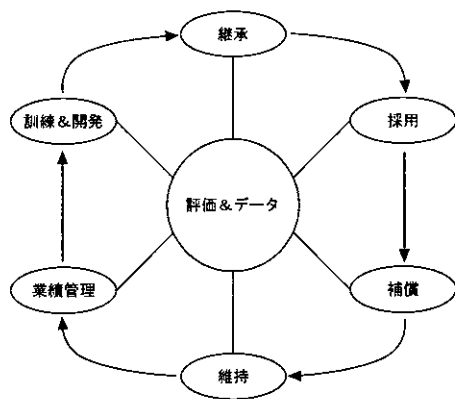 継承
訓練＆開発
採用
評価＆データ
業績管理
補償
維持